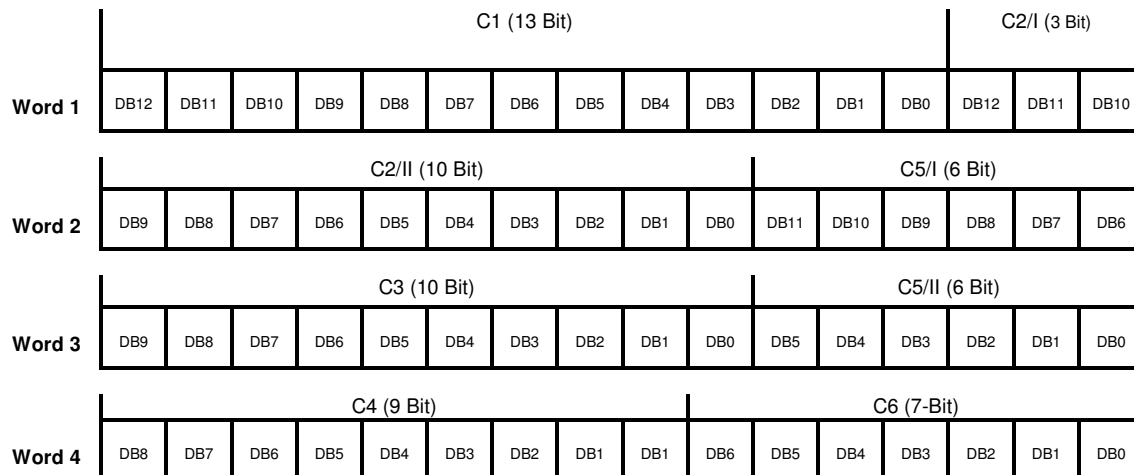 C1 (13 Bit) C2/I (3 Bit)
Word 1 DB12 DB11 DB10 DB9 DB8 DB7 DB6 DB5 DB4 DB3 DB2 DB1 DB0 DB12 DB11 DB10
C2/II (10 Bit) C5/I (6 Bit)
Word 2 DB9 DB8 DB7 DB6 DB5 DB4 DB3 DB2 DB1 DB0 DB11 DB10 DB9 DB8 DB7 DB6
C3 (10 Bit) C5/II (6 Bit)
Word 3 DB9 DB8 DB7 DB6 DB5 DB4 DB3 DB2 DB1 DB0 DB5 DB4 DB3 DB2 DB1 DB0
C4 (9 Bit) C6 (7-Bit)
Word 4 DB8 DB7 DB6 DB5 DB4 DB3 DB2 DB1 DB1 DB6 DB5 DB4 DB3 DB2 DB1 DB0